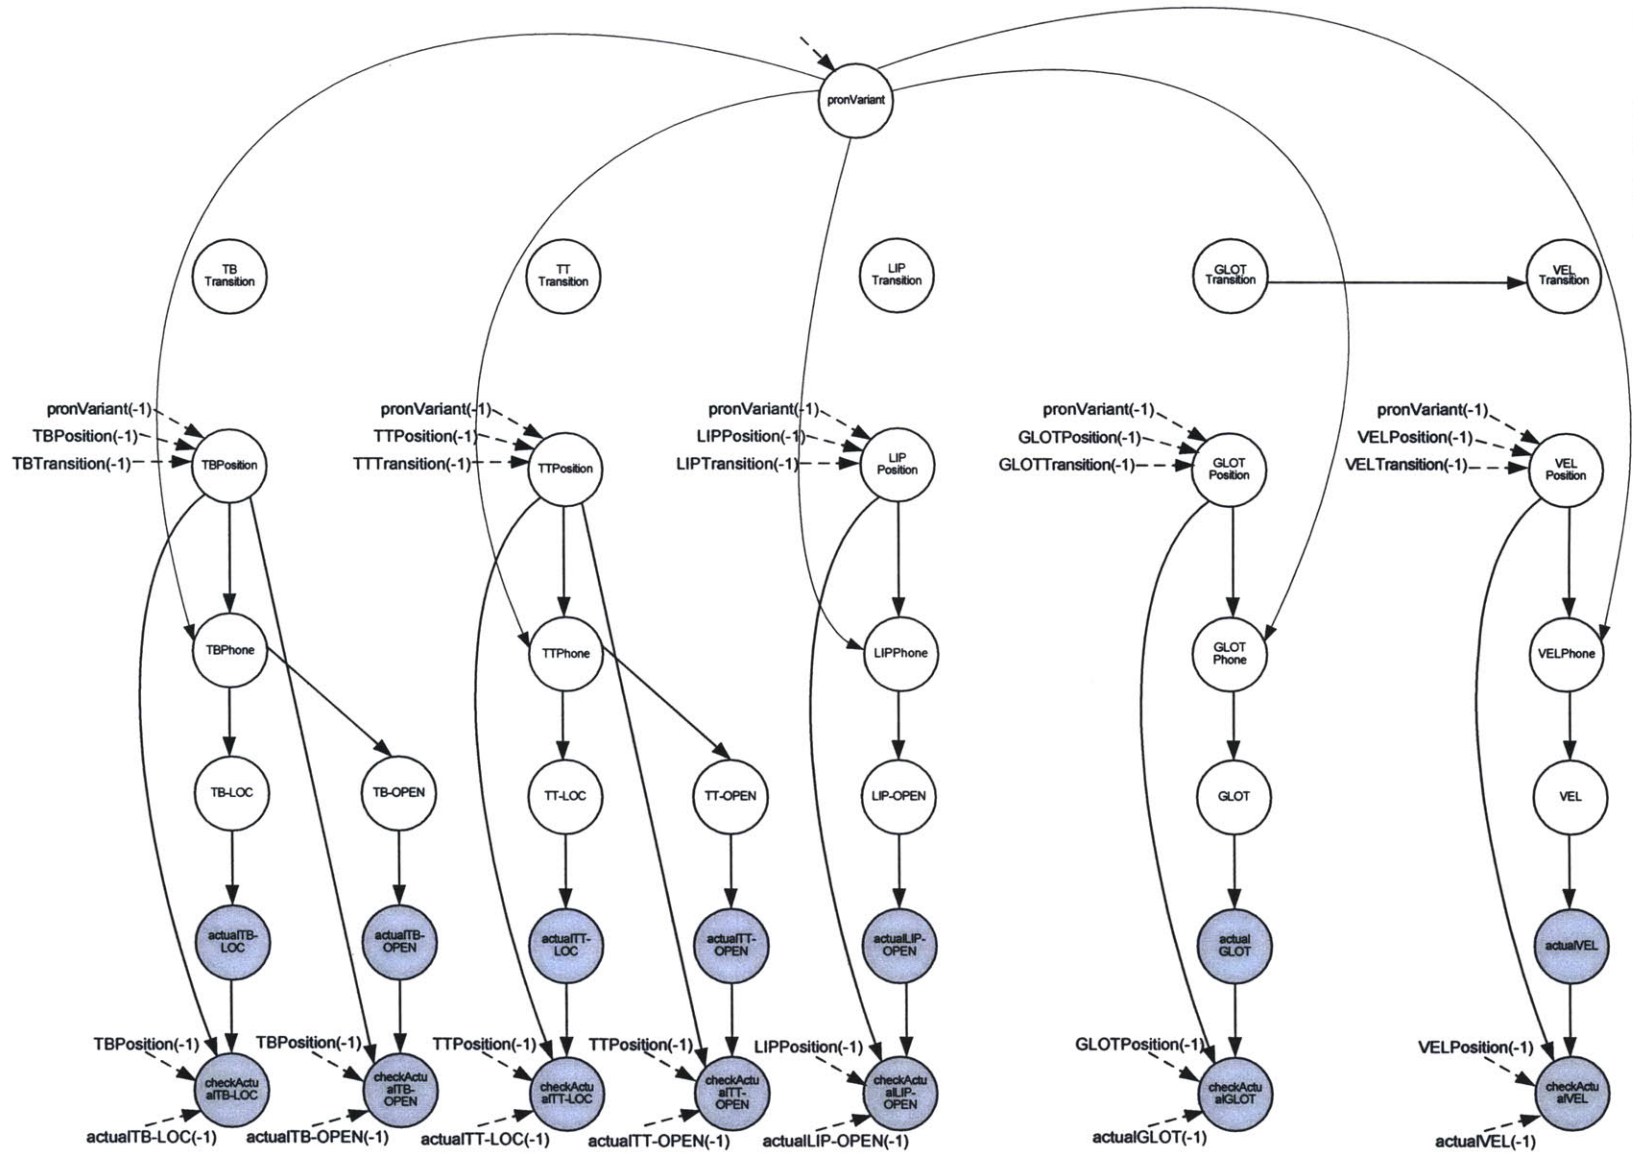 pronVariant
TB
Transition
TT
Transition
LIP
Transition
GLOT
Transition
VEL
Transition
pronVariant(-1)
TBPosition(-1)
TBTransition(-1)
TBPosition
pronVariant(-1)
TTPosition(-1)
TTTransition(-1)
TTPosition
pronVariant(-1)
LIPPosition(-1)
LIPTransition(-1)
LIP
Position
pronVariant(-1)
GLOTPosition(-1)
GLOTTransition(-1)
GLOT
Position
pronVariant(-1)
VELPosition(-1)
VELTransition(-1)
VEL
Position
TBPhone
TTPhone
LIPPhone
GLOT
Phone
VELPhone
TB-LOC
TB-OPEN
TT-LOC
TT-OPEN
LIP-OPEN
GLOT
VEL
actualTB-
LOC
actualTB-
OPEN
actualTT-
LOC
actualTT-
OPEN
actualLIP-
OPEN
actual
GLOT
actualVEL
TBPosition(-1)
checkActu
alTB-LOC
actualTB-LOC(-1)
TBPosition(-1)
checkActu
alTB-
OPEN
actualTB-OPEN(-1)
TTPosition(-1)
checkActu
alTT-LOC
actualTT-LOC(-1)
TTPosition(-1)
checkActu
alTT-
OPEN
actualTT-OPEN(-1)
LIPPosition(-1)
checkActu
alLIP-
OPEN
actualLIP-OPEN(-1)
GLOTPosition(-1)
checkActu
alGLOT
actualGLOT(-1)
VELPosition(-1)
checkActu
alVEL
actualVEL(-1)